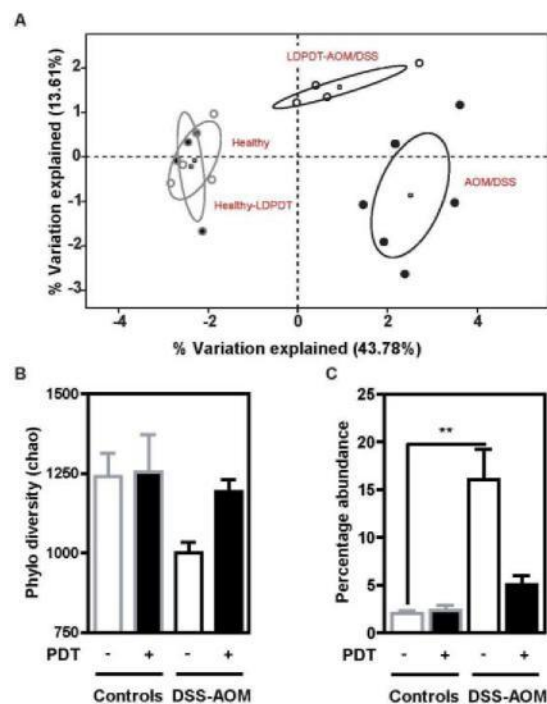 A
LDPDT-AOM/DSS
Healthy
Healthy-LDPDT
AOM/DSS
% Variation explained (13.61%)
2
1
0
-1
-2
-3
-4
-2
0
2
4
% Variation explained (43.78%)
B
Phylo diversity (chao)
1500
1250
1000
750
PDT
-
+
-
+
Controls
DSS-AOM
C
Percentage abundance
25
20
15
10
5
0
**
PDT
-
+
-
+
Controls
DSS-AOM